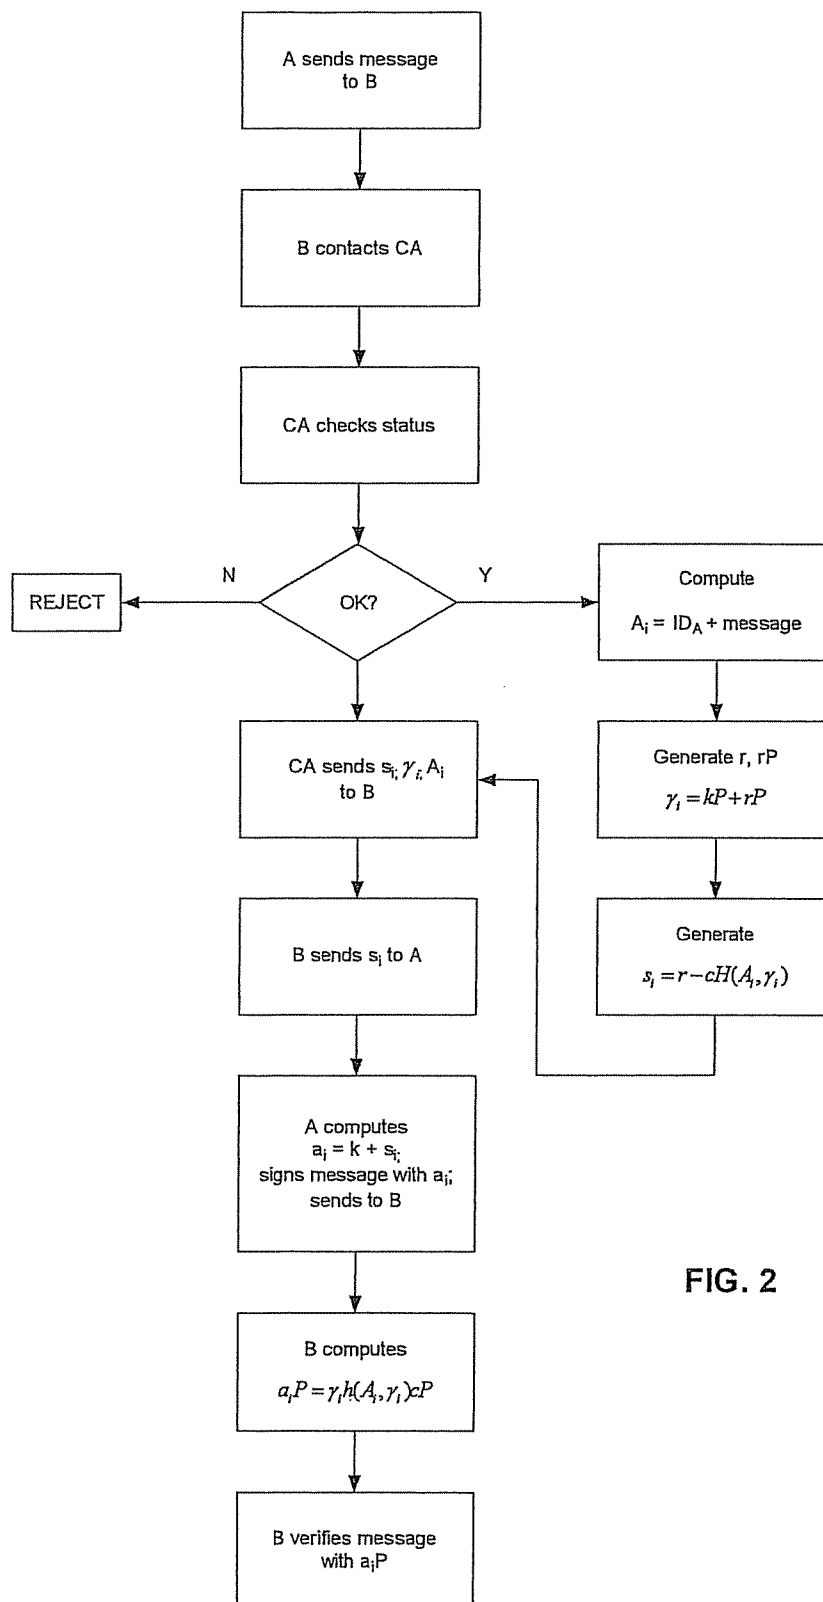 A sends message
to B
B contacts CA
CA checks status
N
OK?
Y
REJECT
Compute
Aᵢ = ID_A + message
Generate r, rP
γᵢ = kP + rP
Generate
sᵢ = r − cH(Aᵢ, γᵢ)
CA sends sᵢ; γᵢ; Aᵢ
to B
B sends sᵢ to A
A computes
aᵢ = k + sᵢ;
signs message with aᵢ;
sends to B
B computes
aᵢP = γᵢh(Aᵢ, γᵢ)cP
B verifies message
with aᵢP
FIG. 2